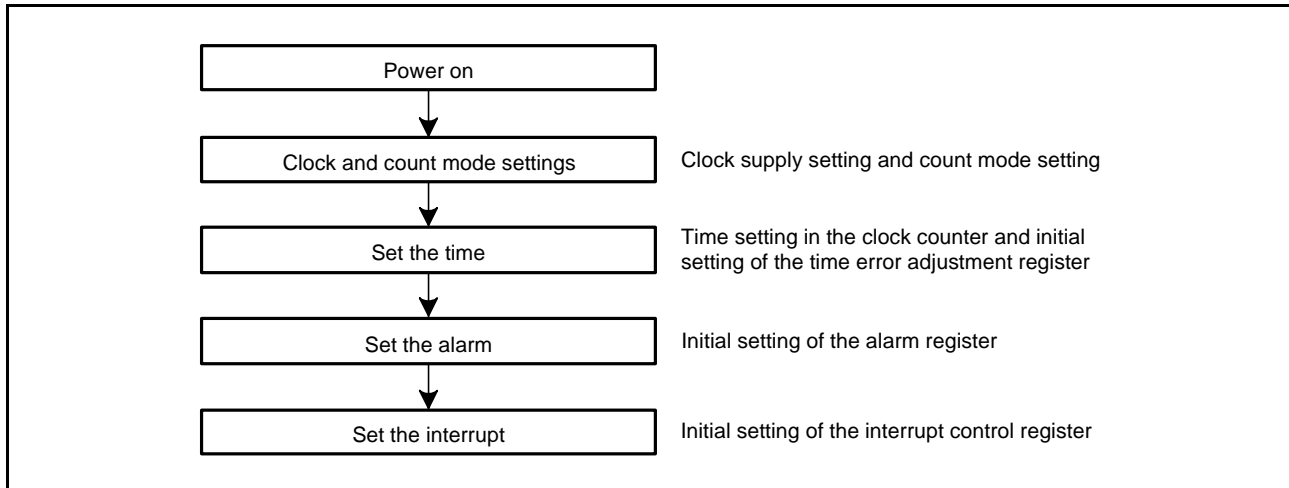 Power on
Clock and count mode settings
Clock supply setting and count mode setting
Set the time
Time setting in the clock counter and initial
setting of the time error adjustment register
Set the alarm
Initial setting of the alarm register
Set the interrupt
Initial setting of the interrupt control register